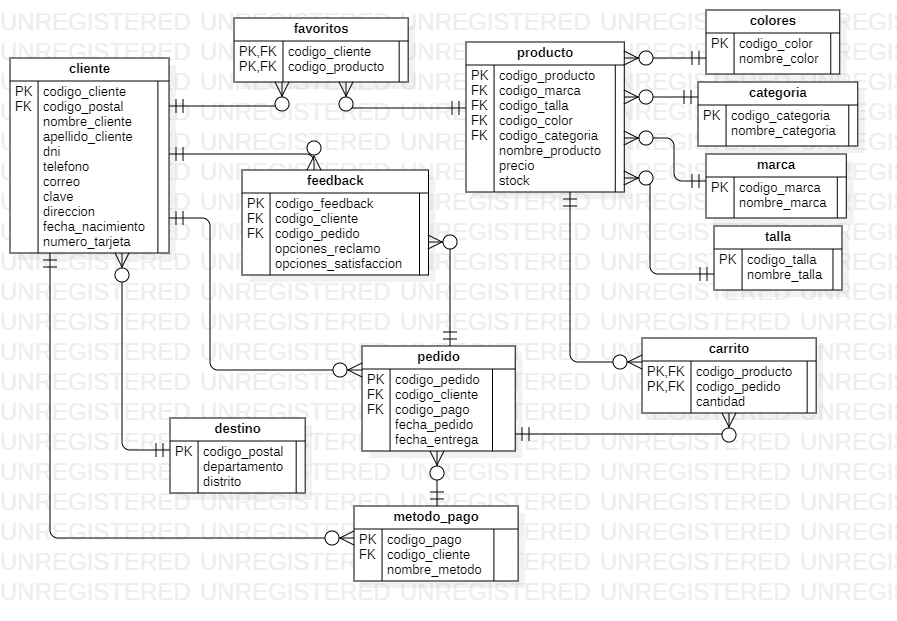 favoritos
PK,FK codigo_cliente
PK,FK codigo_producto
cliente
PK codigo_cliente
FK codigo_postal
nombre_cliente
apellido_cliente
dni
telefono
correo
clave
direccion
fecha_nacimiento
numero_tarjeta
producto
PK codigo_producto
FK codigo_marca
FK codigo_talla
FK codigo_color
FK codigo_categoria
nombre_producto
precio
stock
colores
PK codigo_color
nombre_color
categoria
PK codigo_categoria
nombre_categoria
marca
PK codigo_marca
nombre_marca
talla
PK codigo_talla
nombre_talla
feedback
PK codigo_feedback
FK codigo_cliente
FK codigo_pedido
opciones_reclamo
opciones_satisfaccion
pedido
PK codigo_pedido
FK codigo_cliente
FK codigo_pago
fecha_pedido
fecha_entrega
carrito
PK,FK codigo_producto
PK,FK codigo_pedido
cantidad
destino
PK codigo_postal
departamento
distrito
metodo_pago
PK codigo_pago
FK codigo_cliente
nombre_metodo
UNREGISTERED